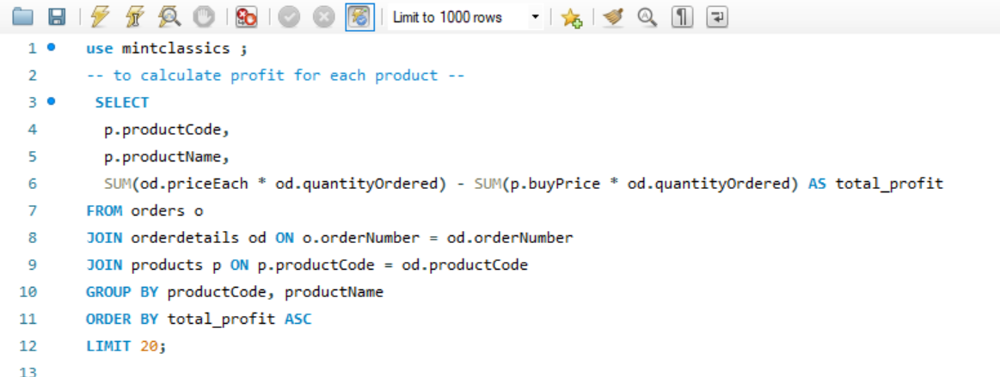 Limit to 1000 rows
1 use mintclassics ;
2 -- to calculate profit for each product --
3 SELECT
4 p.productCode,
5 p.productName,
6 SUM(od.priceEach * od.quantityOrdered) - SUM(p.buyPrice * od.quantityOrdered) AS total_profit
7 FROM orders o
8 JOIN orderdetails od ON o.orderNumber = od.orderNumber
9 JOIN products p ON p.productCode = od.productCode
10 GROUP BY productCode, productName
11 ORDER BY total_profit ASC
12 LIMIT 20;
13